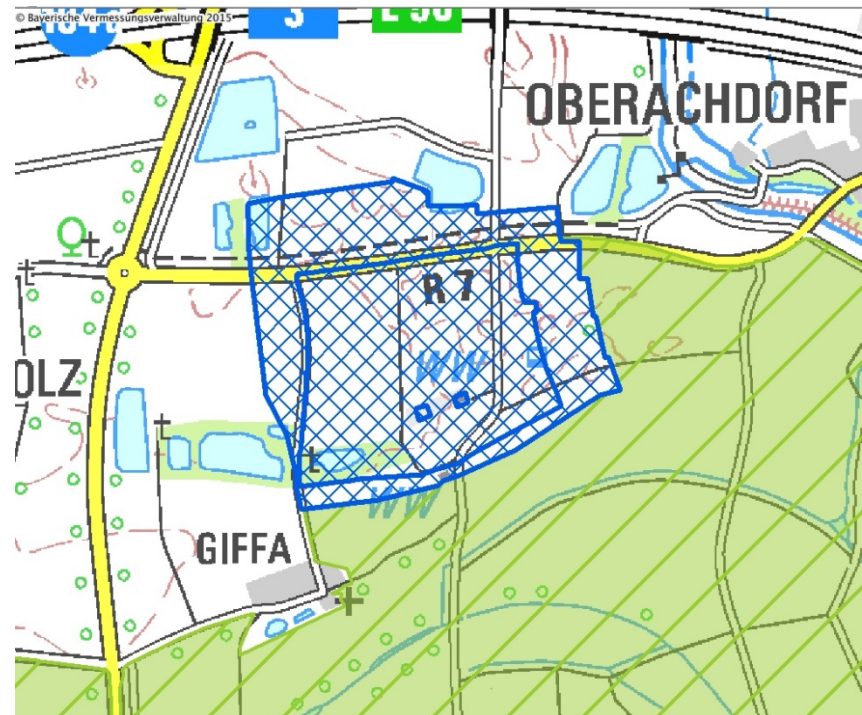 © Bayerische Vermessungsverwaltung 2015
3
OBERACHDORF
R 7
WW
OLZ
WW
GIFFA